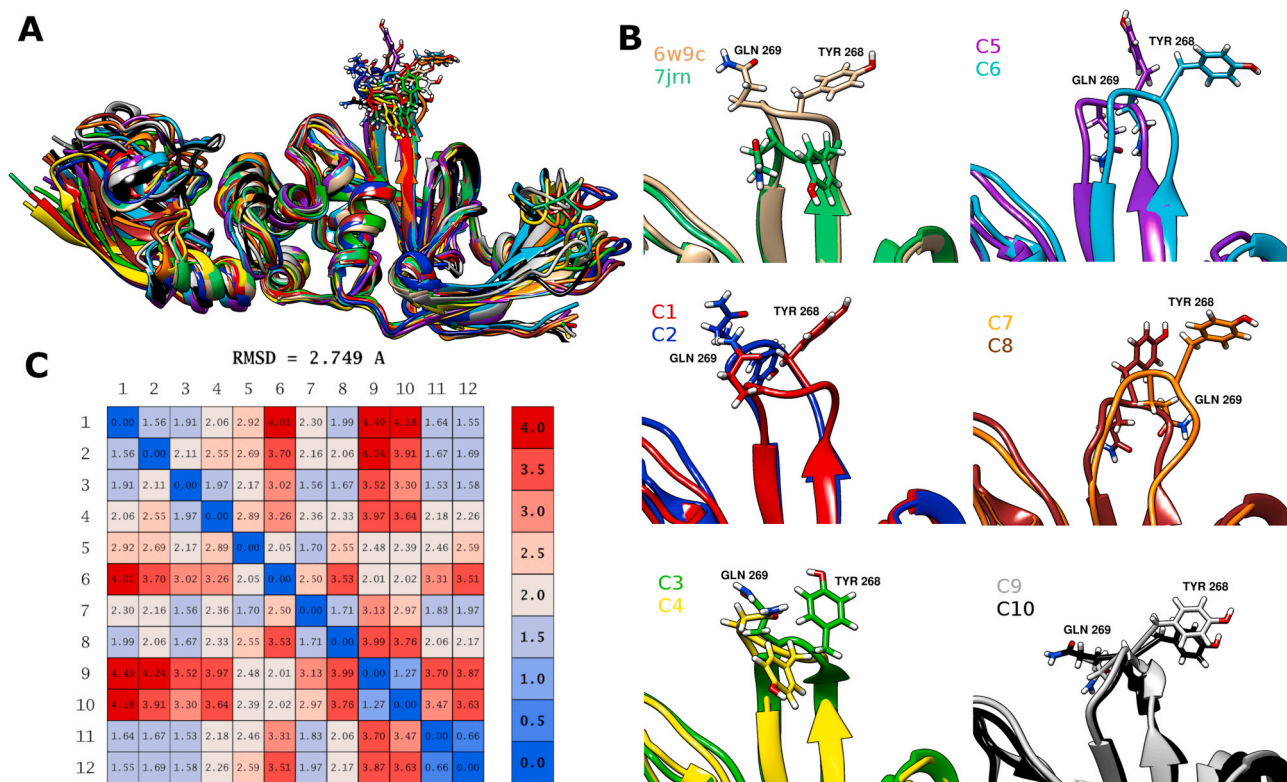 A
B
6w9c
7jrn
GLN 269
TYR 268
C5
C6
GLN 269
TYR 268
C1
C2
GLN 269
TYR 268
C7
C8
TYR 268
GLN 269
C3
C4
GLN 269
TYR 268
C9
C10
GLN 269
TYR 268
C
RMSD = 2.749 A
1 2 3 4 5 6 7 8 9 10 11 12
1 0.00 1.56 1.91 2.06 2.92 4.01 2.30 1.99 4.49 4.18 1.64 1.55
2 1.56 0.00 2.11 2.55 2.69 3.70 2.16 2.06 4.24 3.91 1.67 1.69
3 1.91 2.11 0.00 1.97 2.17 3.02 1.56 1.67 3.52 3.30 1.53 1.58
4 2.06 2.55 1.97 0.00 2.89 3.26 2.36 2.33 3.97 3.64 2.18 2.26
5 2.92 2.69 2.17 2.89 0.00 2.05 1.70 2.55 2.48 2.39 2.46 2.59
6 4.01 3.70 3.02 3.26 2.05 0.00 2.50 3.53 2.01 2.02 3.31 3.51
7 2.30 2.16 1.56 2.36 1.70 2.50 0.00 1.71 3.13 2.97 1.83 1.97
8 1.99 2.06 1.67 2.33 2.55 3.53 1.71 0.00 3.99 3.76 2.06 2.17
9 4.49 4.24 3.52 3.97 2.48 2.01 3.13 3.99 0.00 1.27 3.70 3.87
10 4.18 3.91 3.30 3.64 2.39 2.02 2.97 3.76 1.27 0.00 3.47 3.63
11 1.64 1.67 1.53 2.18 2.46 3.31 1.83 2.06 3.70 3.47 0.00 0.66
12 1.55 1.69 1.58 2.26 2.59 3.51 1.97 2.17 3.87 3.63 0.66 0.00
4.0
3.5
3.0
2.5
2.0
1.5
1.0
0.5
0.0